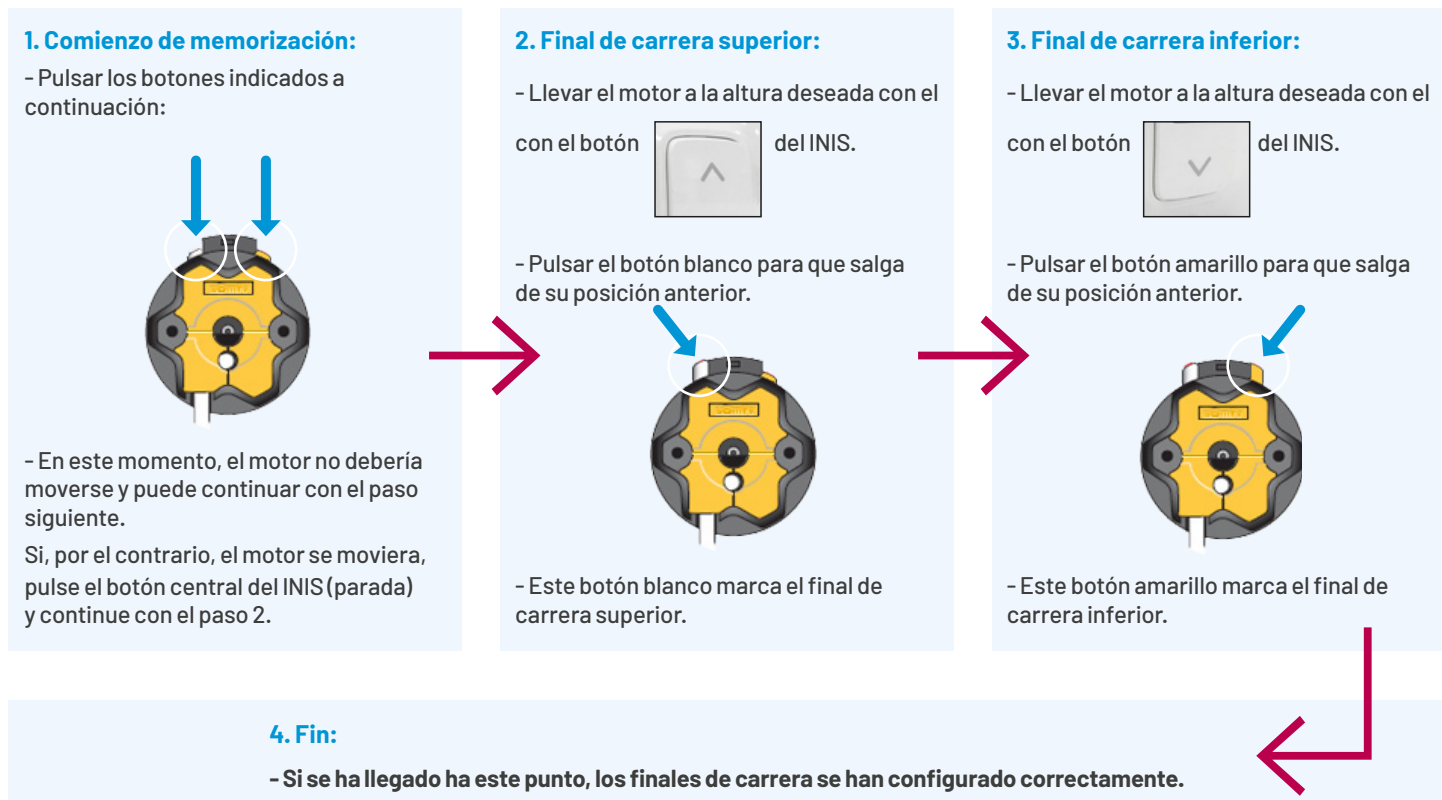 1. Comienzo de memorización:
- Pulsar los botones indicados a
continuación:
somfy
- En este momento, el motor no debería
moverse y puede continuar con el paso
siguiente.
Si, por el contrario, el motor se moviera,
pulse el botón central del INIS (parada)
y continue con el paso 2.
2. Final de carrera superior:
- Llevar el motor a la altura deseada con el
con el botón del INIS.
- Pulsar el botón blanco para que salga
de su posición anterior.
somfy
- Este botón blanco marca el final de
carrera superior.
3. Final de carrera inferior:
- Llevar el motor a la altura deseada con el
con el botón del INIS.
- Pulsar el botón amarillo para que salga
de su posición anterior.
somfy
- Este botón amarillo marca el final de
carrera inferior.
4. Fin:
- Si se ha llegado ha este punto, los finales de carrera se han configurado correctamente.